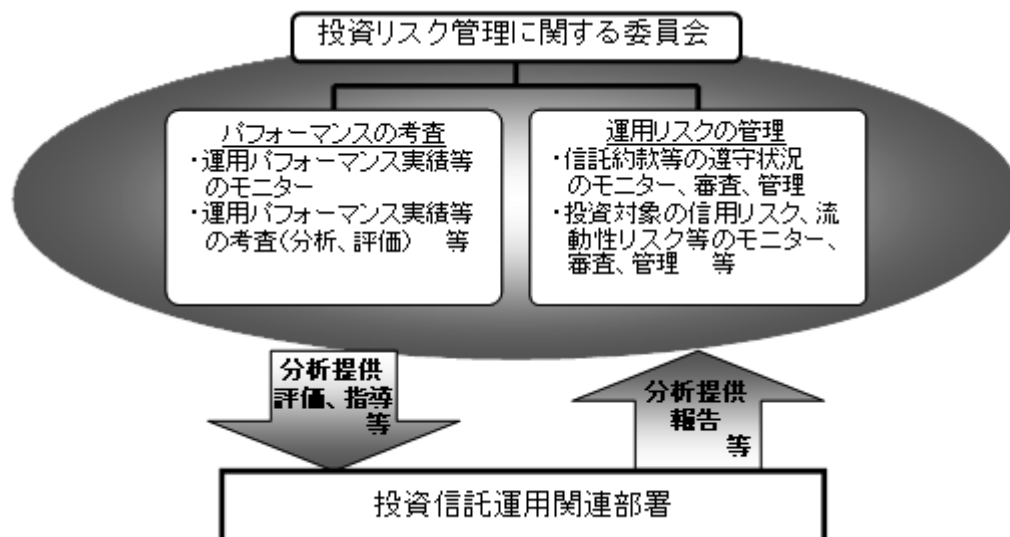 投資リスク管理に関する委員会
パフォーマンスの考査
・運用パフォーマンス実績等
のモニター
・運用パフォーマンス実績等
の考査(分析、評価) 等
運用リスクの管理
・信託約款等の遵守状況
のモニター、審査、管理
・投資対象の信用リスク、流
動性リスク等のモニター、
審査、管理 等
分析提供
評価、指導
等
分析提供
報告
等
投資信託運用関連部署